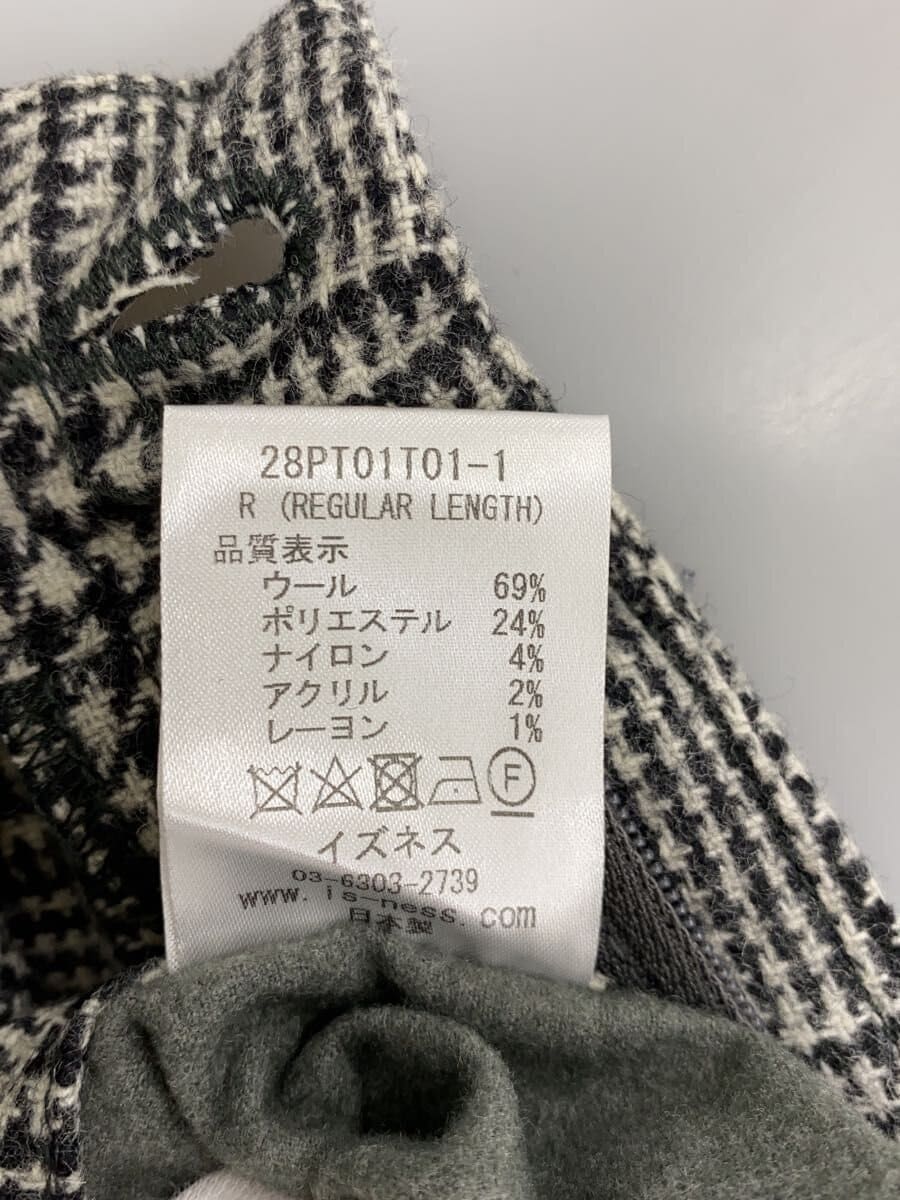 28PT01T01-1
R (REGULAR LENGTH)
品質表示
ウール 69%
ポリエステル 24%
ナイロン 4%
アクリル 2%
レーヨン 1%
F
イズネス
03-6303-2739
www.is-ness.com
日本製